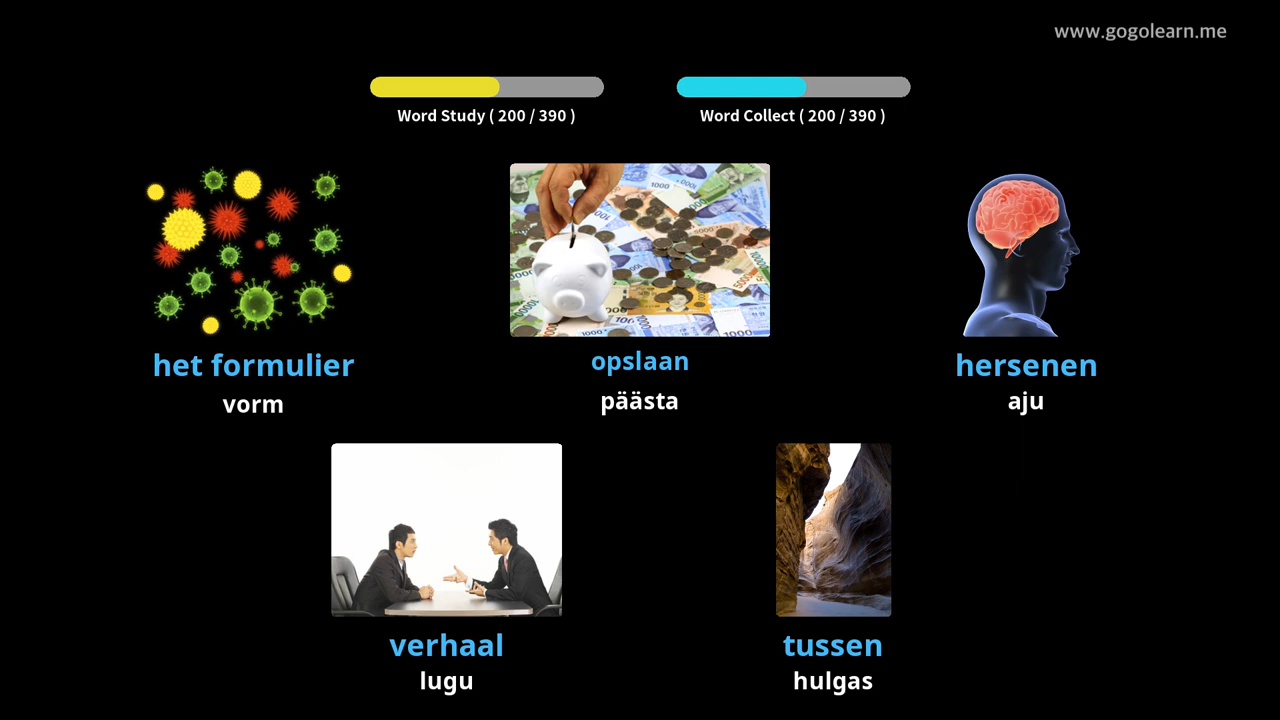 www.gogolearn.me
Word Study ( 200 / 390 )
Word Collect ( 200 / 390 )
het formulier
vorm
opslaan
päästa
hersenen
aju
verhaal
lugu
tussen
hulgas